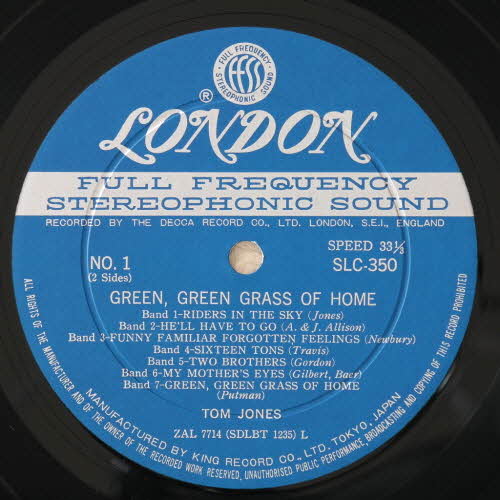 FULL FREQUENCY
FFSS
STEREOPHONIC SOUND
®
LONDON
FULL FREQUENCY
STEREOPHONIC SOUND
RECORDED BY THE DECCA RECORD CO., LTD. LONDON, S.E.I., ENGLAND
SPEED 33⅓
NO. 1
(2 Sides)
SLC-350
GREEN, GREEN GRASS OF HOME
Band 1-RIDERS IN THE SKY (Jones)
Band 2-HE'LL HAVE TO GO (A. & J. Allison)
Band 3-FUNNY FAMILIAR FORGOTTEN FEELINGS (Newbury)
Band 4-SIXTEEN TONS (Travis)
Band 5-TWO BROTHERS (Gordon)
Band 6-MY MOTHER'S EYES (Gilbert, Baer)
Band 7-GREEN, GREEN GRASS OF HOME
(Putman)
TOM JONES
ZAL 7714 (SDLBT 1235) L
MANUFACTURED BY KING RECORD CO., LTD. TOKYO, JAPAN
ALL RIGHTS OF THE MANUFACTURER AND OF THE OWNER OF THE RECORDED WORK RESERVED, UNAUTHORISED PUBLIC PERFORMANCE, BROADCASTING AND COPYING OF THIS RECORD PROHIBITED